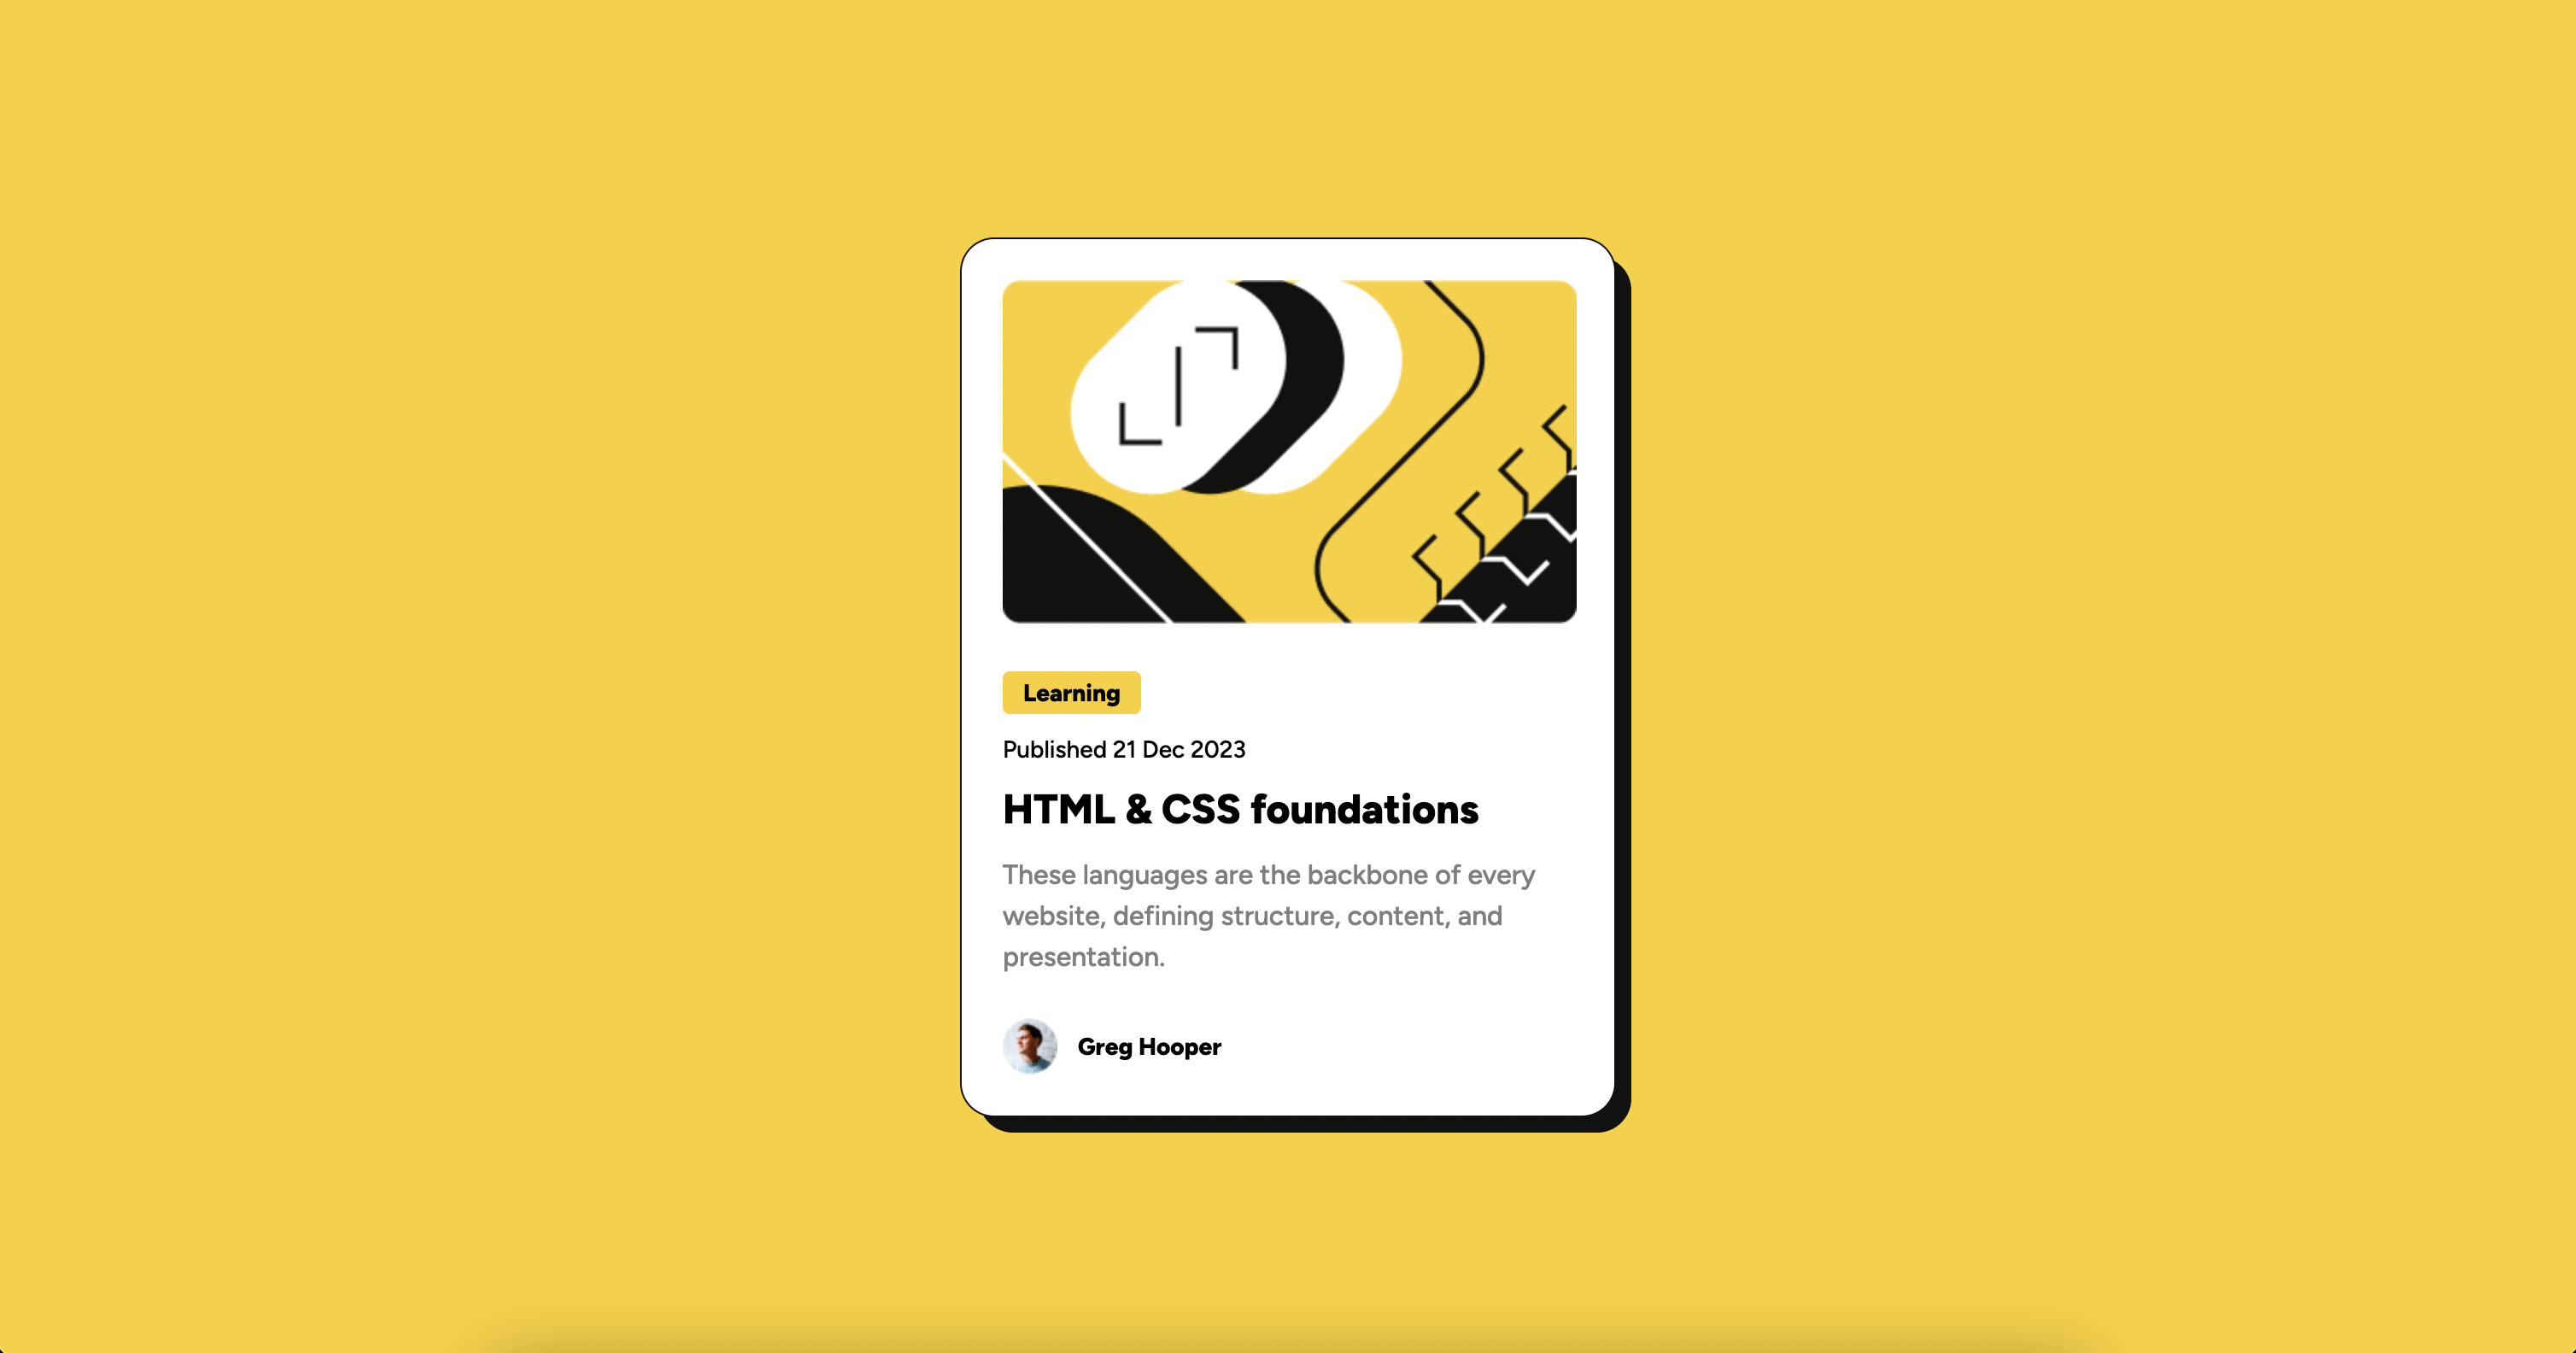 Learning
Published 21 Dec 2023
HTML & CSS foundations
These languages are the backbone of every
website, defining structure, content, and
presentation.
Greg Hooper